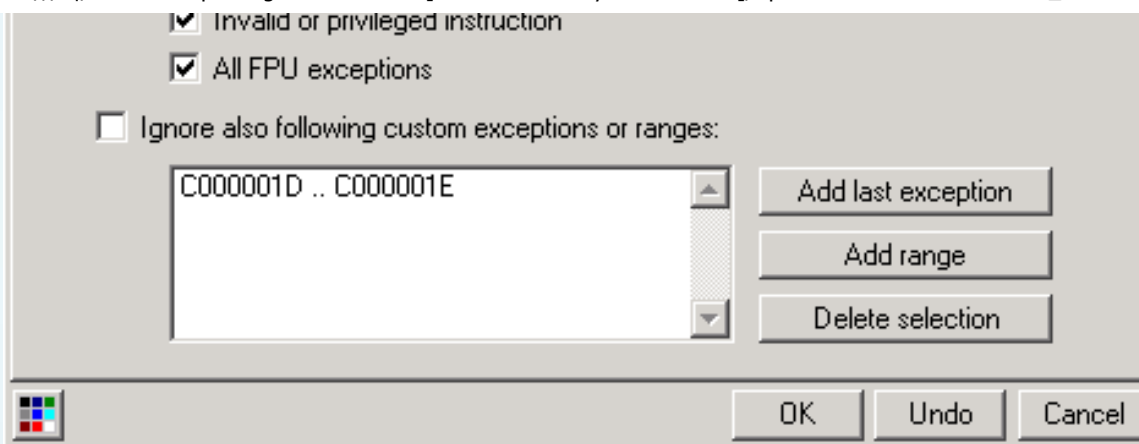 Invalid or privileged instruction
All FPU exceptions
Ignore also following custom exceptions or ranges:
C000001D .. C000001E
Add last exception
Add range
Delete selection
OK
Undo
Cancel